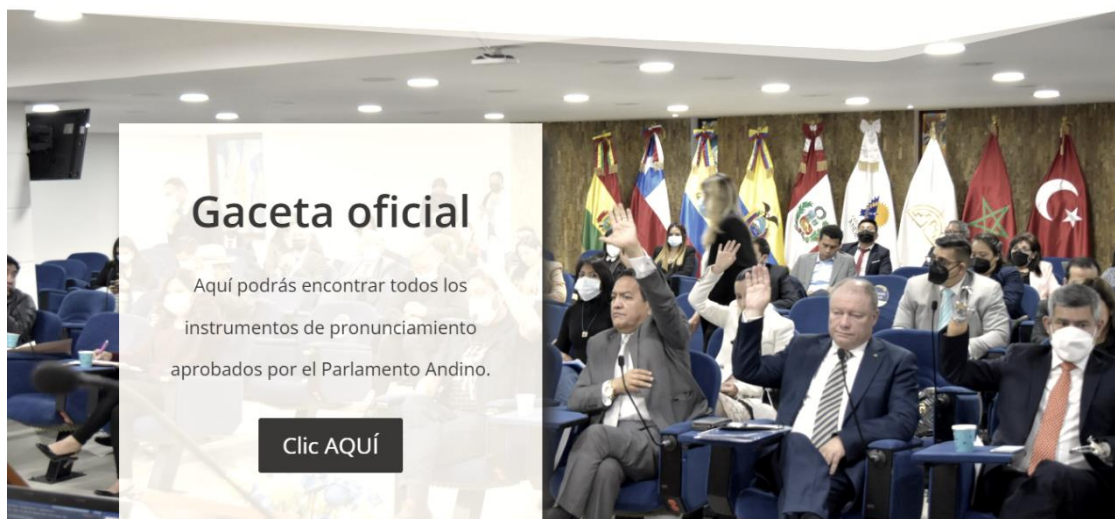 Gaceta oficial
Aquí podrás encontrar todos los
instrumentos de pronunciamiento
aprobados por el Parlamento Andino.
Clic AQUÍ